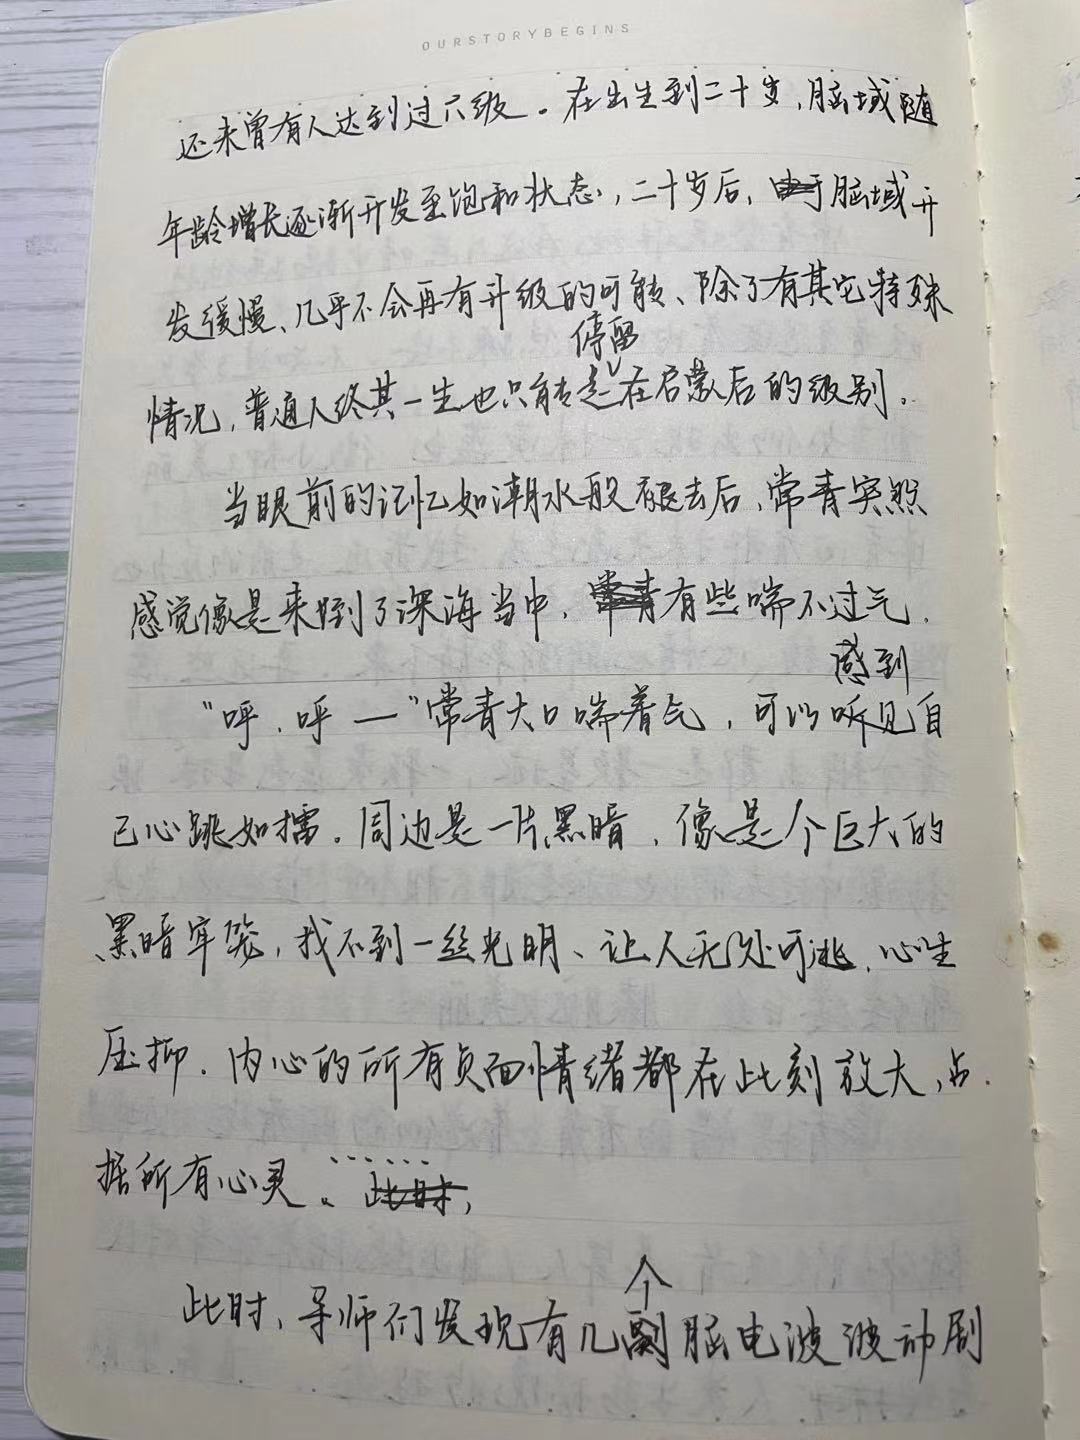 OURSTORYBEGINS
还未曾有人达到过六级。在出生到二十岁,脑域随
年龄增长逐渐开发至饱和状态,二十岁后,由于脑域开
发缓慢、几乎不会再有升级的可能、除了有其它特殊
停留
情况,普通人终其一生也只能是在启蒙后的级别。
当眼前的记忆如潮水般褪去后,常青突然
感觉像是来到了深海当中,常青有些喘不过气.
感到
“呼.呼—”常青大口喘着气,可以听见自
己心跳如擂.周边是一片黑暗,像是个巨大的
黑暗牢笼,找不到一丝光明、让人无处可逃.心生
压抑.内心的所有负面情绪都在此刻放大,占.
据所有心灵。......此时,
个
此时,导师们发现有几副脑电波波动剧